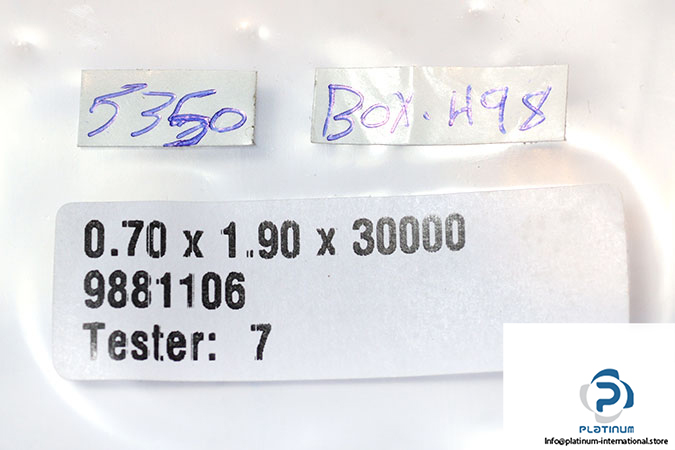 5350
BOX. H98
0.70 x 1.90 x 30000
9881106
Tester: 7
PLATINUM
Info@platinum-international.store